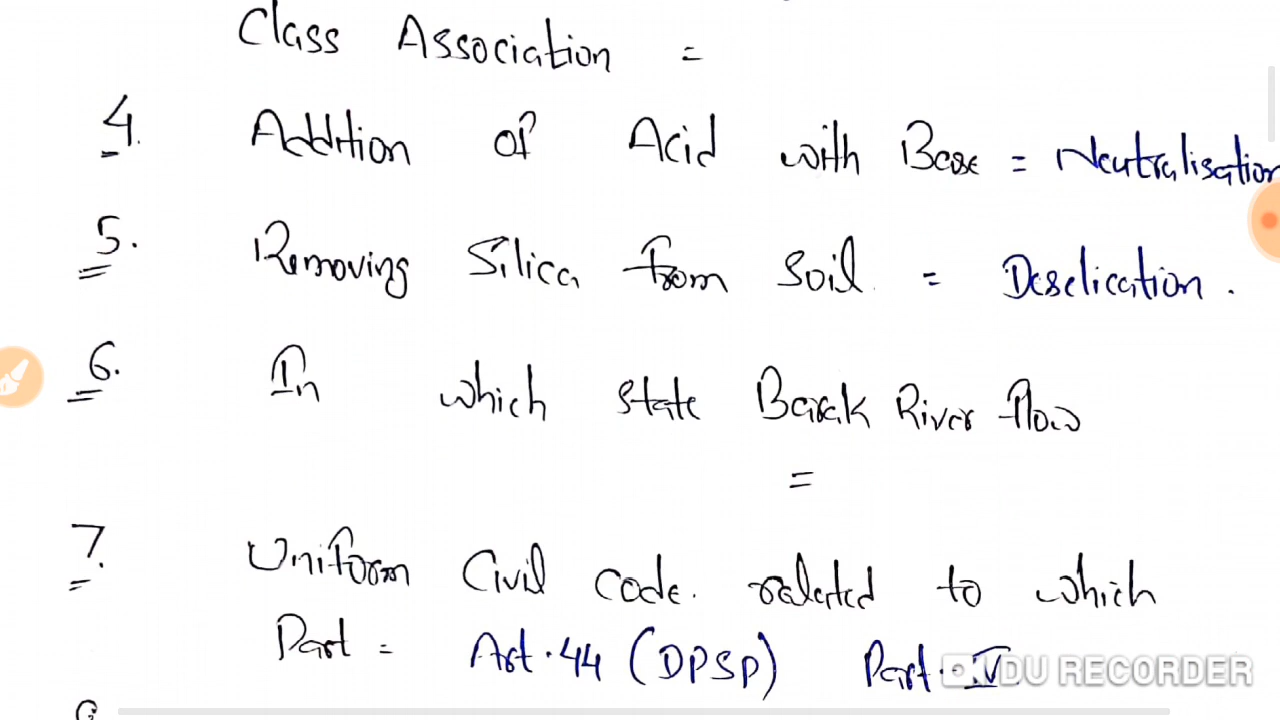 Class Association =
4. Addition of Acid with Base = Neutralisation
5. Removing Silica from Soil. = Deselication.
6. In which state Barak River flow
=
7. Uniform Civil code. related to which
Part = Art.44 (DPSP) Part-IV
DU RECORDER